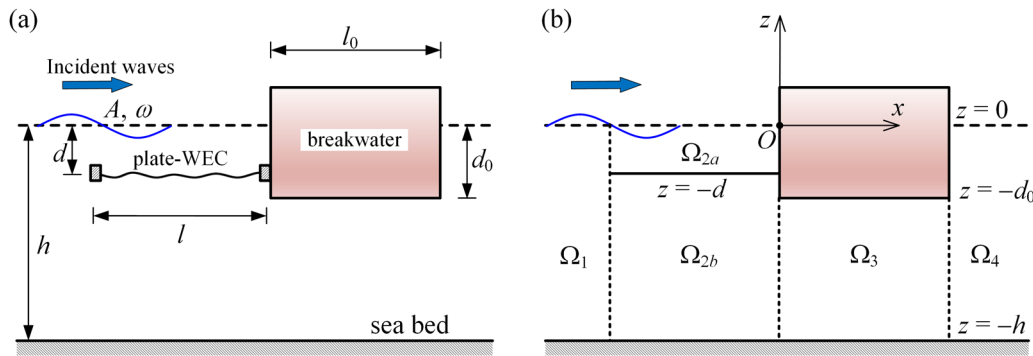 (a)
l₀
Incident waves
A, ω
d
plate-WEC
breakwater
d₀
l
h
sea bed
(b)
z
x
O
z = 0
Ω₂ₐ
z = −d
z = −d₀
Ω₁
Ω₂b
Ω₃
Ω₄
z = −h